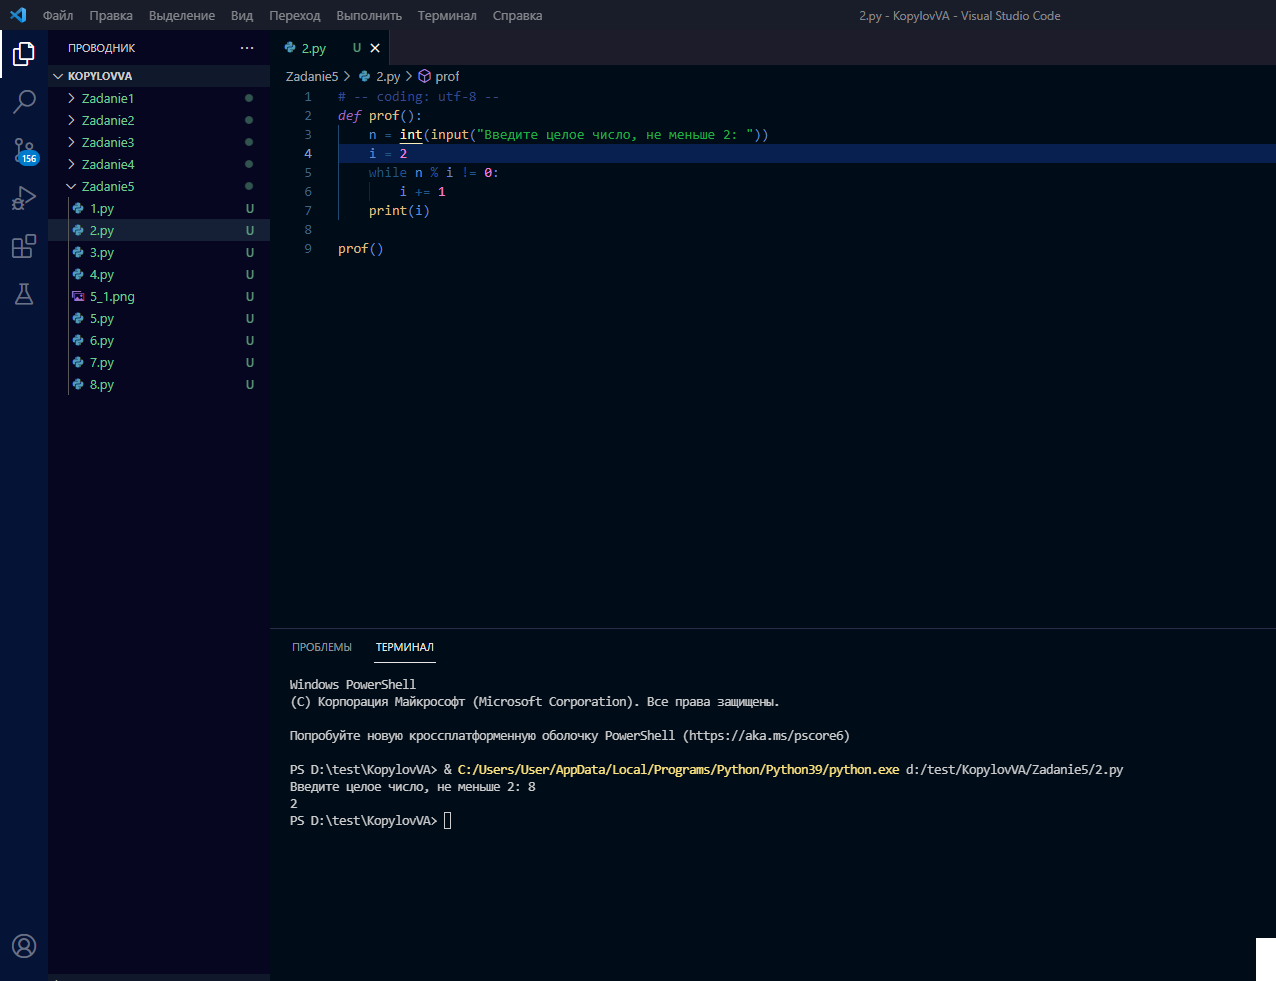 Файл Правка Выделение Вид Переход Выполнить Терминал Справка 2.py - KopylovVA - Visual Studio Code
ПРОВОДНИК ···
KOPYLOVVA
Zadanie1
Zadanie2
Zadanie3
Zadanie4
Zadanie5
1.py U
2.py U
3.py U
4.py U
5_1.png U
5.py U
6.py U
7.py U
8.py U
156
2.py U
Zadanie5 > 2.py > prof
1 # -- coding: utf-8 --
2 def prof():
3 n = int(input("Введите целое число, не меньше 2: "))
4 i = 2
5 while n % i != 0:
6 i += 1
7 print(i)
8
9 prof()
ПРОБЛЕМЫ ТЕРМИНАЛ
Windows PowerShell
(C) Корпорация Майкрософт (Microsoft Corporation). Все права защищены.
Попробуйте новую кроссплатформенную оболочку PowerShell (https://aka.ms/pscore6)
PS D:\test\KopylovVA> & C:/Users/User/AppData/Local/Programs/Python/Python39/python.exe d:/test/KopylovVA/Zadanie5/2.py
Введите целое число, не меньше 2: 8
2
PS D:\test\KopylovVA>